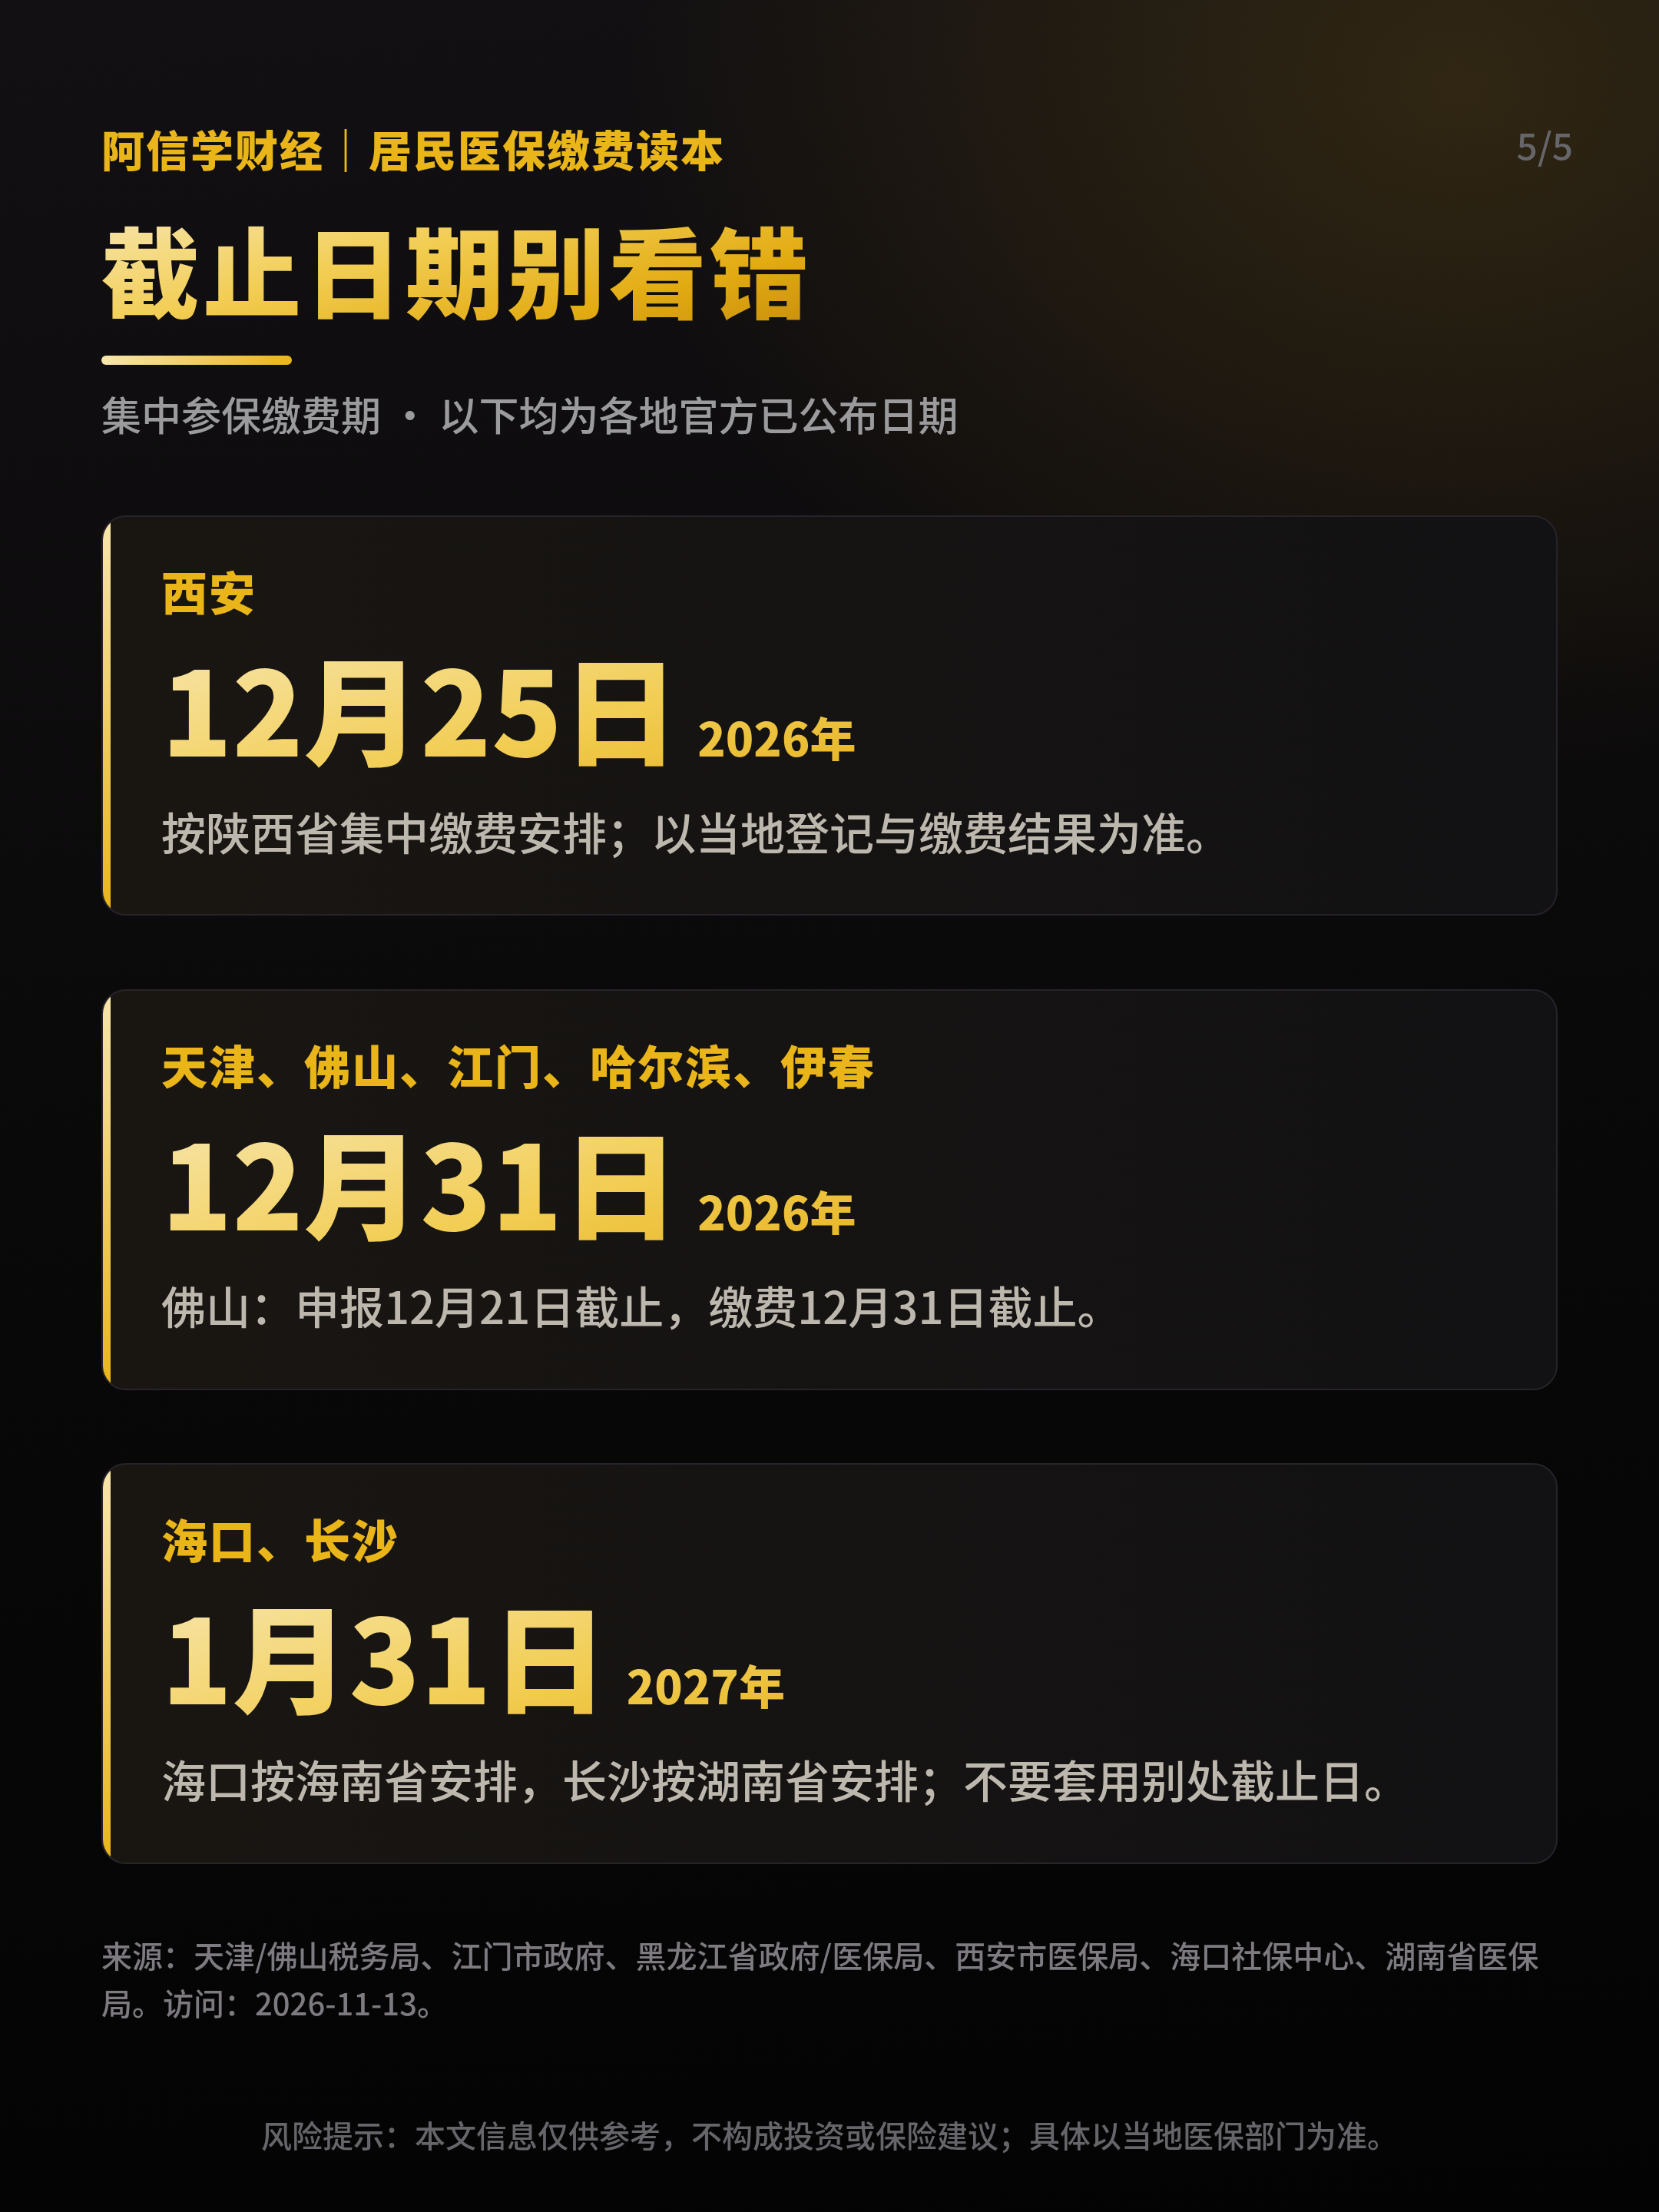 阿信学财经｜居民医保缴费读本
5/5
截止日期别看错
集中参保缴费期 · 以下均为各地官方已公布日期
西安
12月25日 2026年
按陕西省集中缴费安排；以当地登记与缴费结果为准。
天津、佛山、江门、哈尔滨、伊春
12月31日 2026年
佛山：申报12月21日截止，缴费12月31日截止。
海口、长沙
1月31日 2027年
海口按海南省安排，长沙按湖南省安排；不要套用别处截止日。
来源：天津/佛山税务局、江门市政府、黑龙江省政府/医保局、西安市医保局、海口社保中心、湖南省医保
局。访问：2026-11-13。
风险提示：本文信息仅供参考，不构成投资或保险建议；具体以当地医保部门为准。